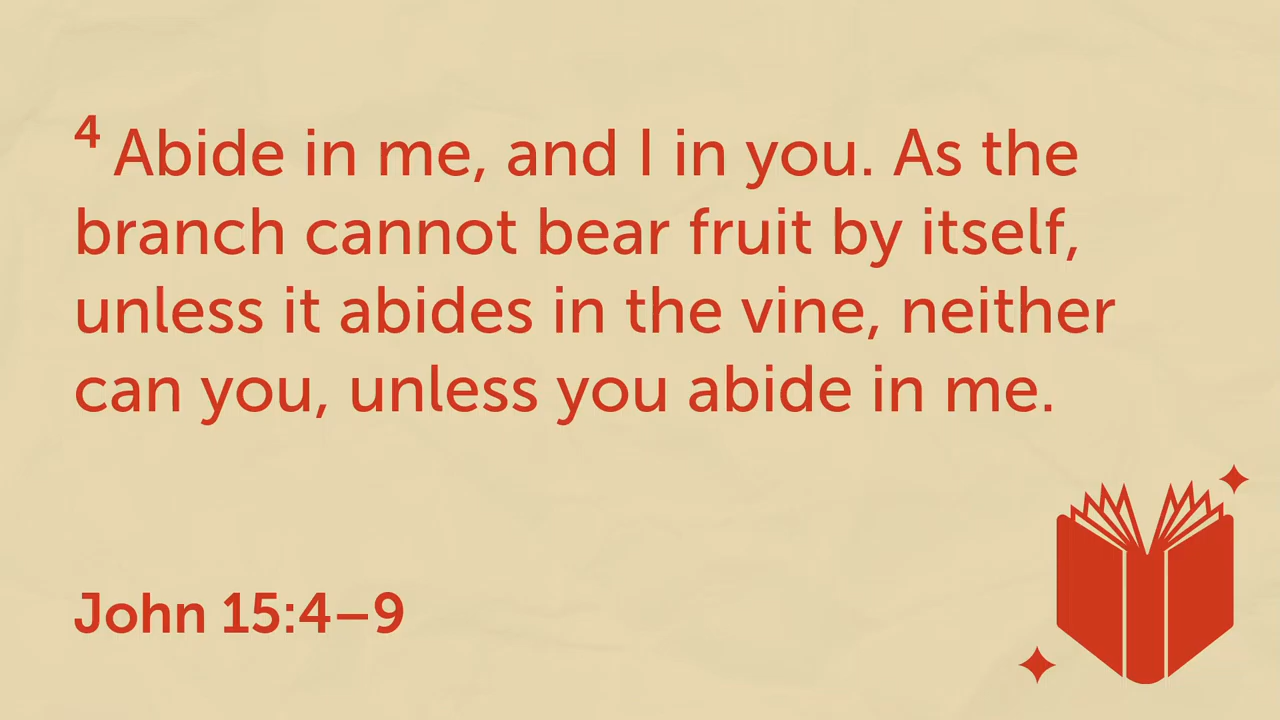 4 Abide in me, and I in you. As the
branch cannot bear fruit by itself,
unless it abides in the vine, neither
can you, unless you abide in me.
John 15:4–9